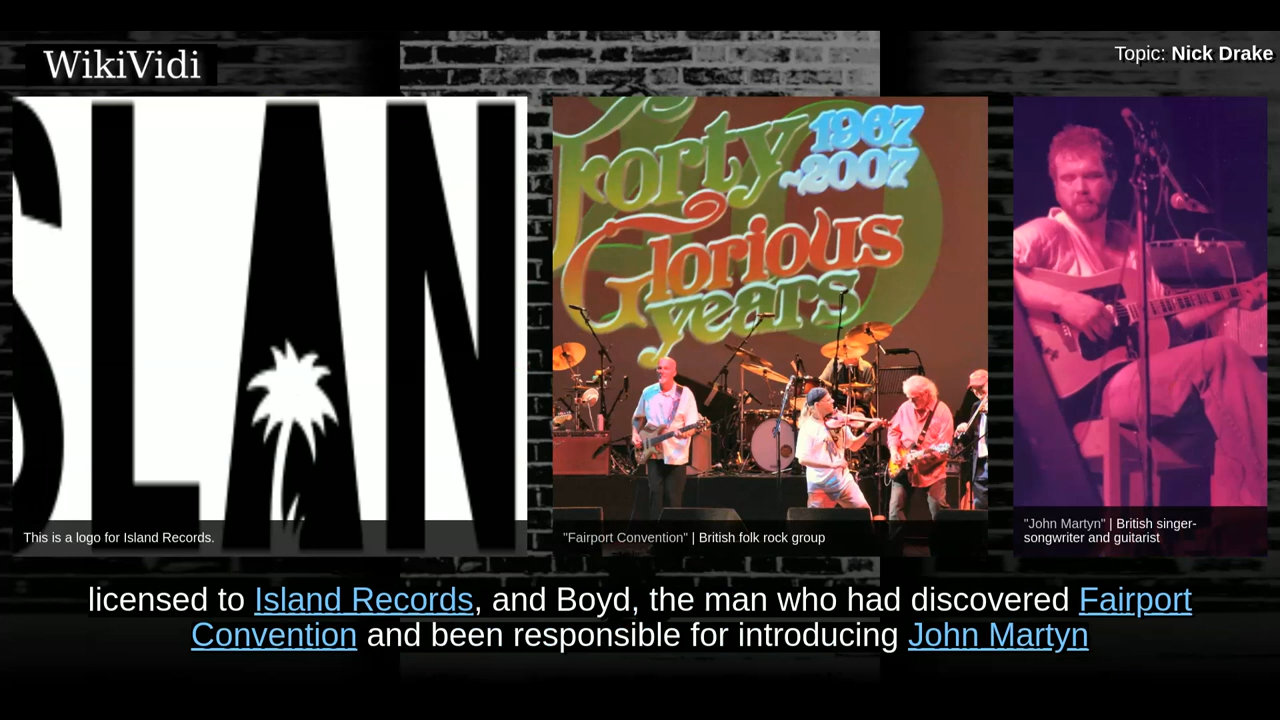 WikiVidi
Topic: Nick Drake
SLAN
Forty
1967
~2007
Glorious
years
This is a logo for Island Records.
"Fairport Convention" | British folk rock group
"John Martyn" | British singer-
songwriter and guitarist
licensed to Island Records, and Boyd, the man who had discovered Fairport
Convention and been responsible for introducing John Martyn